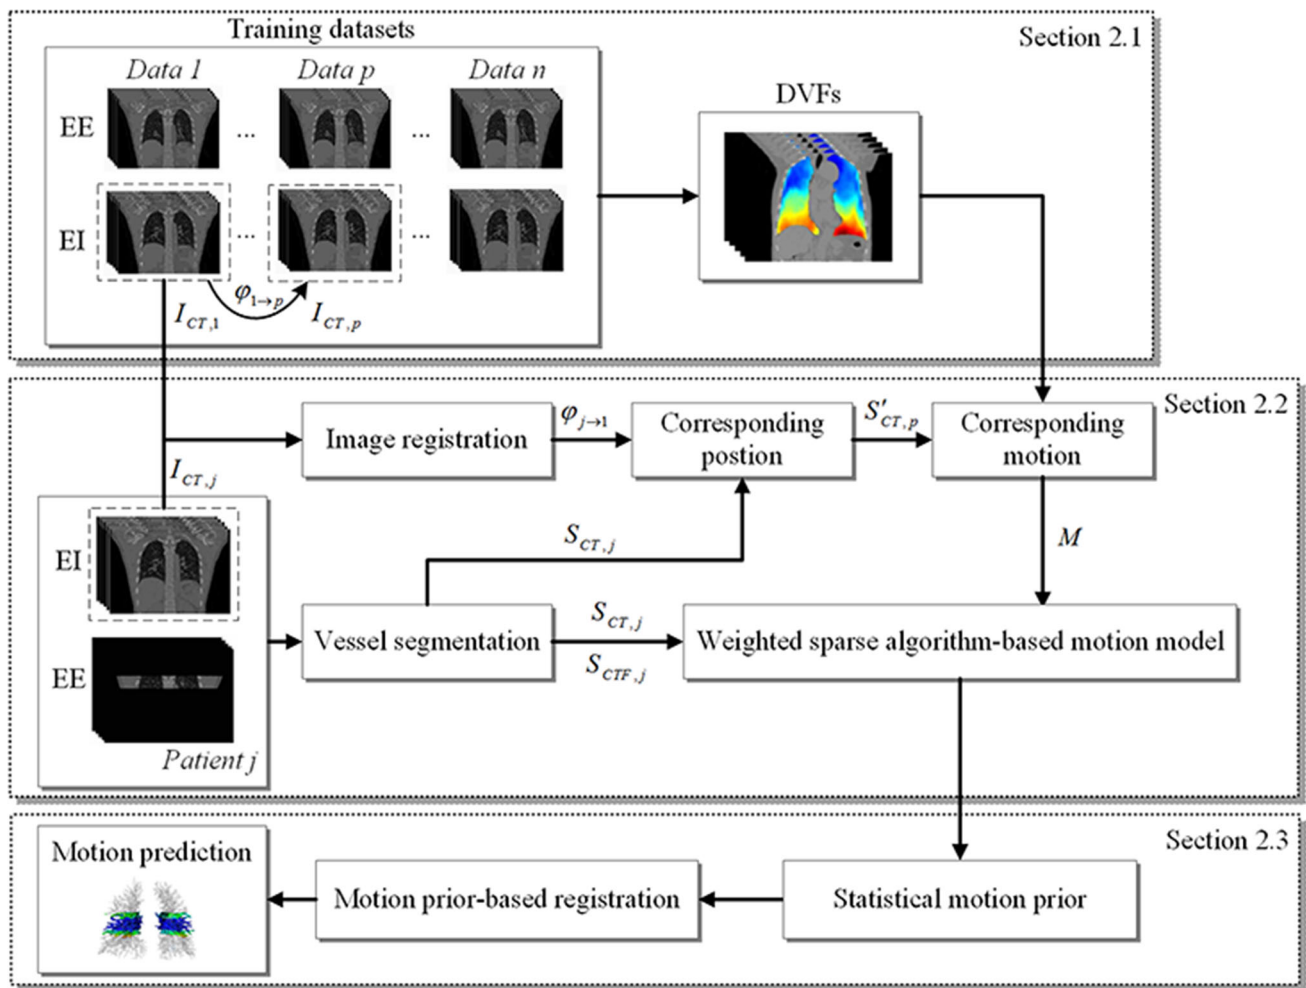 Training datasets
Section 2.1
Data 1
Data p
Data n
DVFs
EE
...
...
EI
...
...
φ1→p
ICT,1
ICT,p
Section 2.2
Image registration
φj→1
Corresponding
postion
S′CT,p
Corresponding
motion
ICT,j
EI
SCT,j
M
Vessel segmentation
SCT,j
SCTF,j
Weighted sparse algorithm-based motion model
EE
Patient j
Section 2.3
Motion prediction
Motion prior-based registration
Statistical motion prior